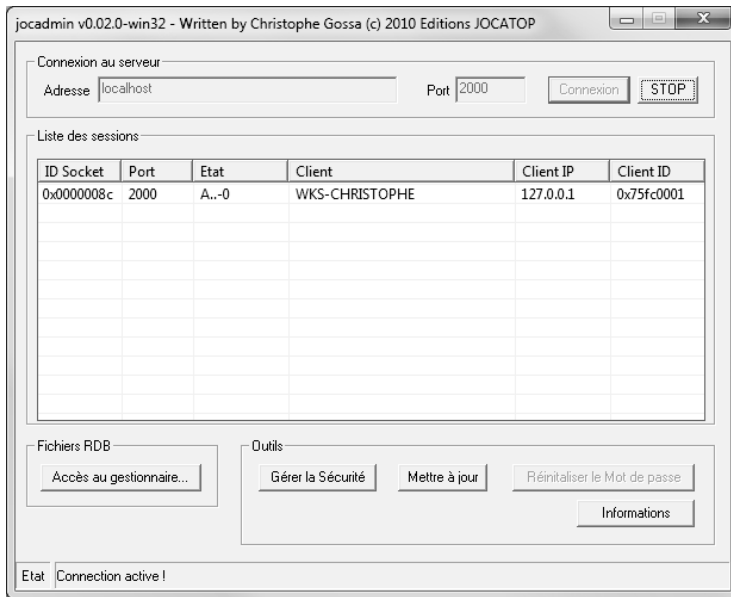 jocadmin v0.02.0-win32 - Written by Christophe Gossa (c) 2010 Editions JOCATOP
Connexion au serveur
Adresse localhost Port 2000 Connexion STOP
Liste des sessions
ID Socket Port Etat Client Client IP Client ID
0x0000008c 2000 A..-0 WKS-CHRISTOPHE 127.0.0.1 0x75fc0001
Fichiers RDB Outils
Accès au gestionnaire... Gérer la Sécurité Mettre à jour Réinitaliser le Mot de passe
Informations
Etat Connection active !